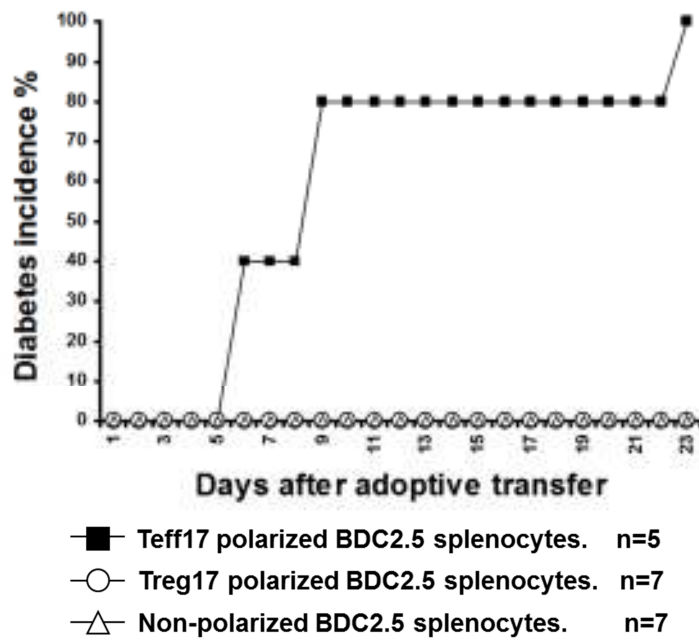 100
90
80
70
60
50
40
30
20
10
0
Diabetes incidence %
1 3 5 7 9 11 13 15 17 19 21 23
Days after adoptive transfer
Teff17 polarized BDC2.5 splenocytes. n=5
Treg17 polarized BDC2.5 splenocytes. n=7
Non-polarized BDC2.5 splenocytes. n=7